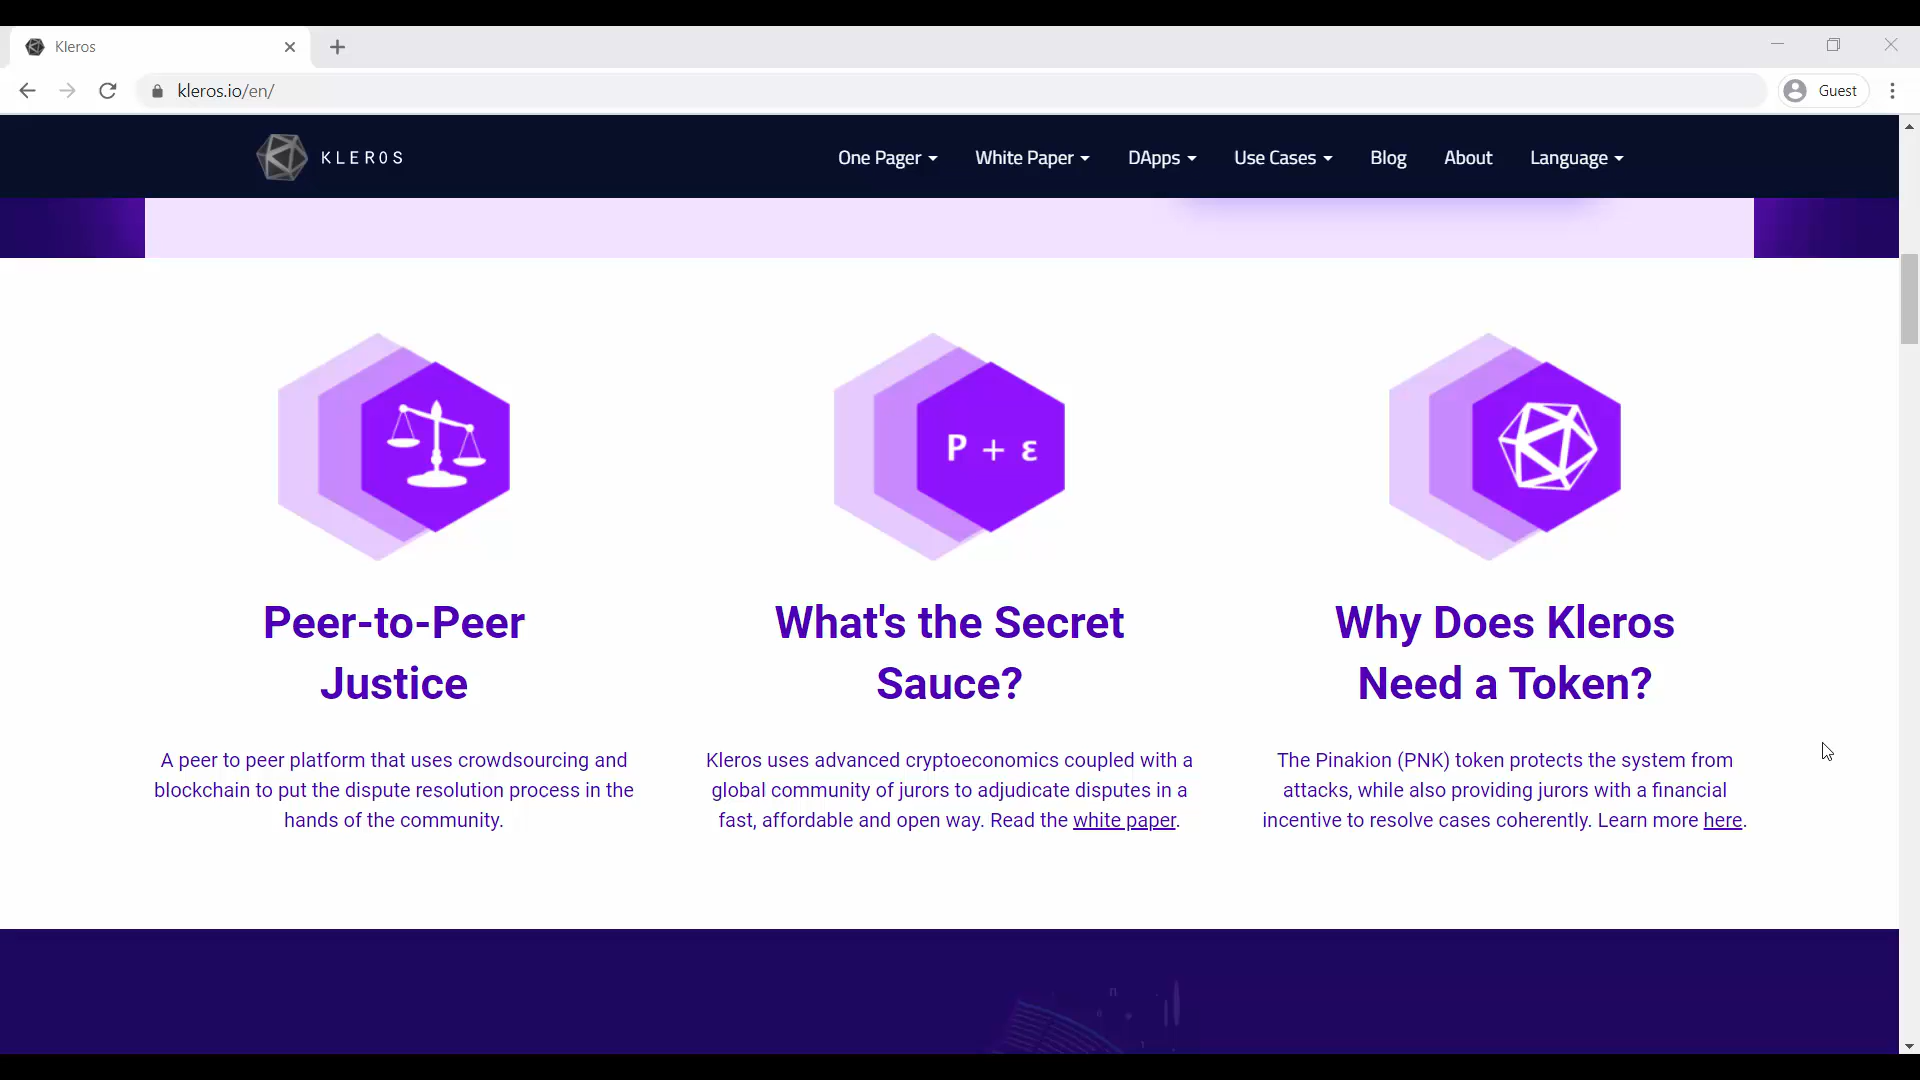 Kleros
kleros.io/en/
Guest
KLEROS
One Pager
White Paper
DApps
Use Cases
Blog
About
Language
P + ε
Peer-to-Peer
Justice
A peer to peer platform that uses crowdsourcing and
blockchain to put the dispute resolution process in the
hands of the community.
What's the Secret
Sauce?
Kleros uses advanced cryptoeconomics coupled with a
global community of jurors to adjudicate disputes in a
fast, affordable and open way. Read the white paper.
Why Does Kleros
Need a Token?
The Pinakion (PNK) token protects the system from
attacks, while also providing jurors with a financial
incentive to resolve cases coherently. Learn more here.